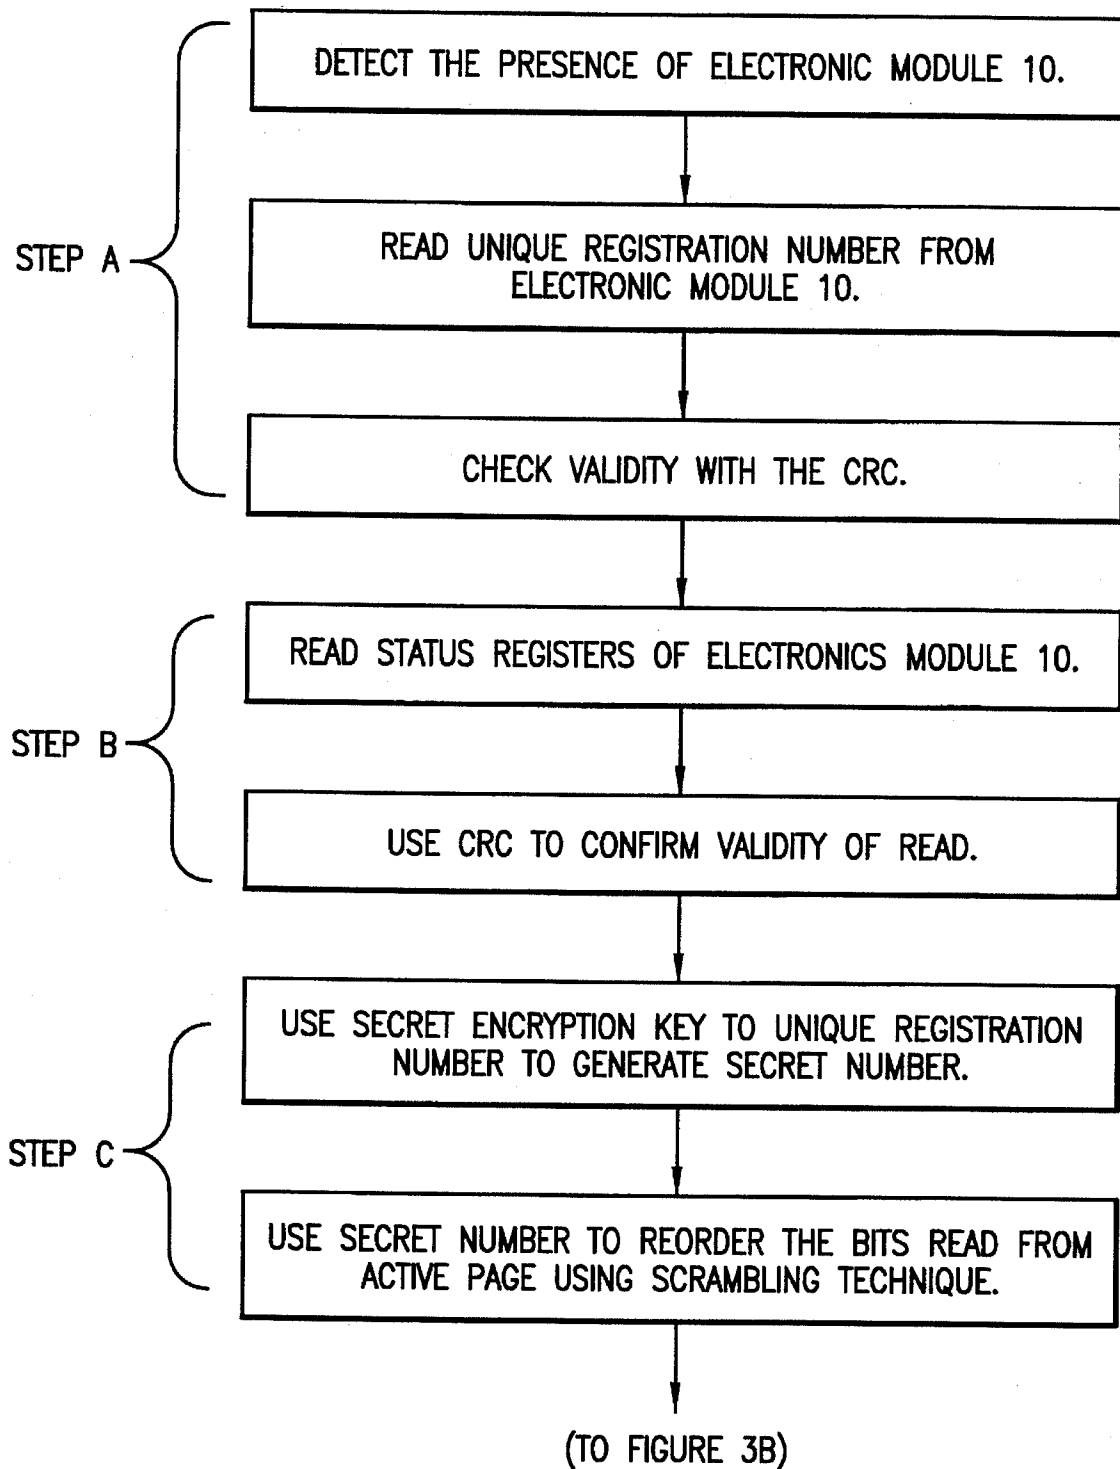 DETECT THE PRESENCE OF ELECTRONIC MODULE 10.
STEP A
READ UNIQUE REGISTRATION NUMBER FROM
ELECTRONIC MODULE 10.
CHECK VALIDITY WITH THE CRC.
READ STATUS REGISTERS OF ELECTRONICS MODULE 10.
STEP B
USE CRC TO CONFIRM VALIDITY OF READ.
USE SECRET ENCRYPTION KEY TO UNIQUE REGISTRATION
NUMBER TO GENERATE SECRET NUMBER.
STEP C
USE SECRET NUMBER TO REORDER THE BITS READ FROM
ACTIVE PAGE USING SCRAMBLING TECHNIQUE.
(TO FIGURE 3B)